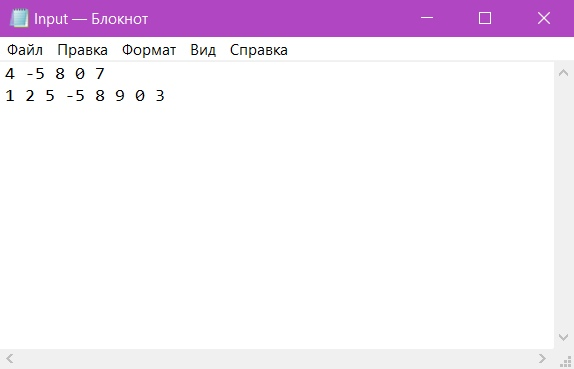 Input — Блокнот
Файл Правка Формат Вид Справка
4 -5 8 0 7
1 2 5 -5 8 9 0 3